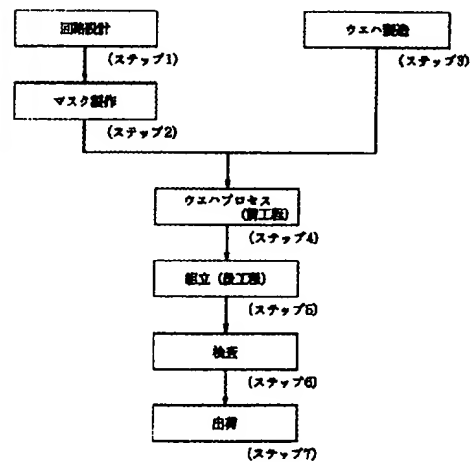 回路設計
(ステップ1)
ウエハ製造
(ステップ3)
マスク製作
(ステップ2)
ウエハプロセス
(前工程)
(ステップ4)
組立 (後工程)
(ステップ5)
検査
(ステップ6)
出荷
(ステップ7)